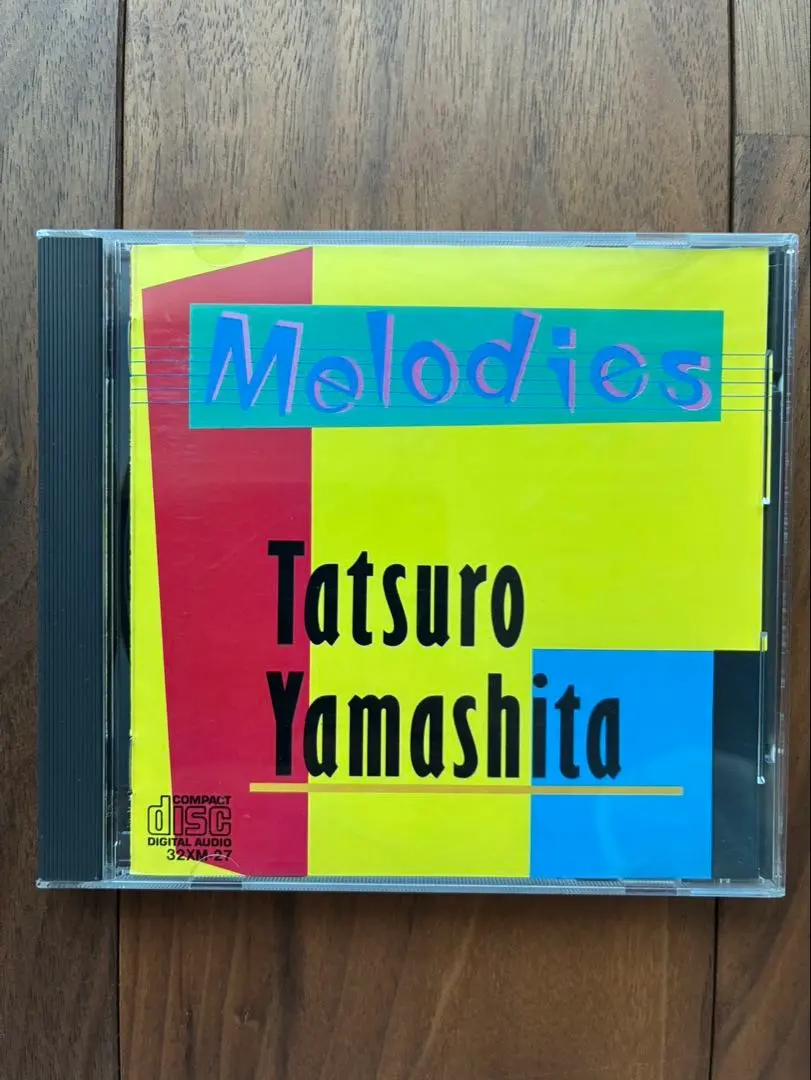 Melodies
Tatsuro
Yamashita
COMPACT
disc
DIGITAL AUDIO
32XM-27